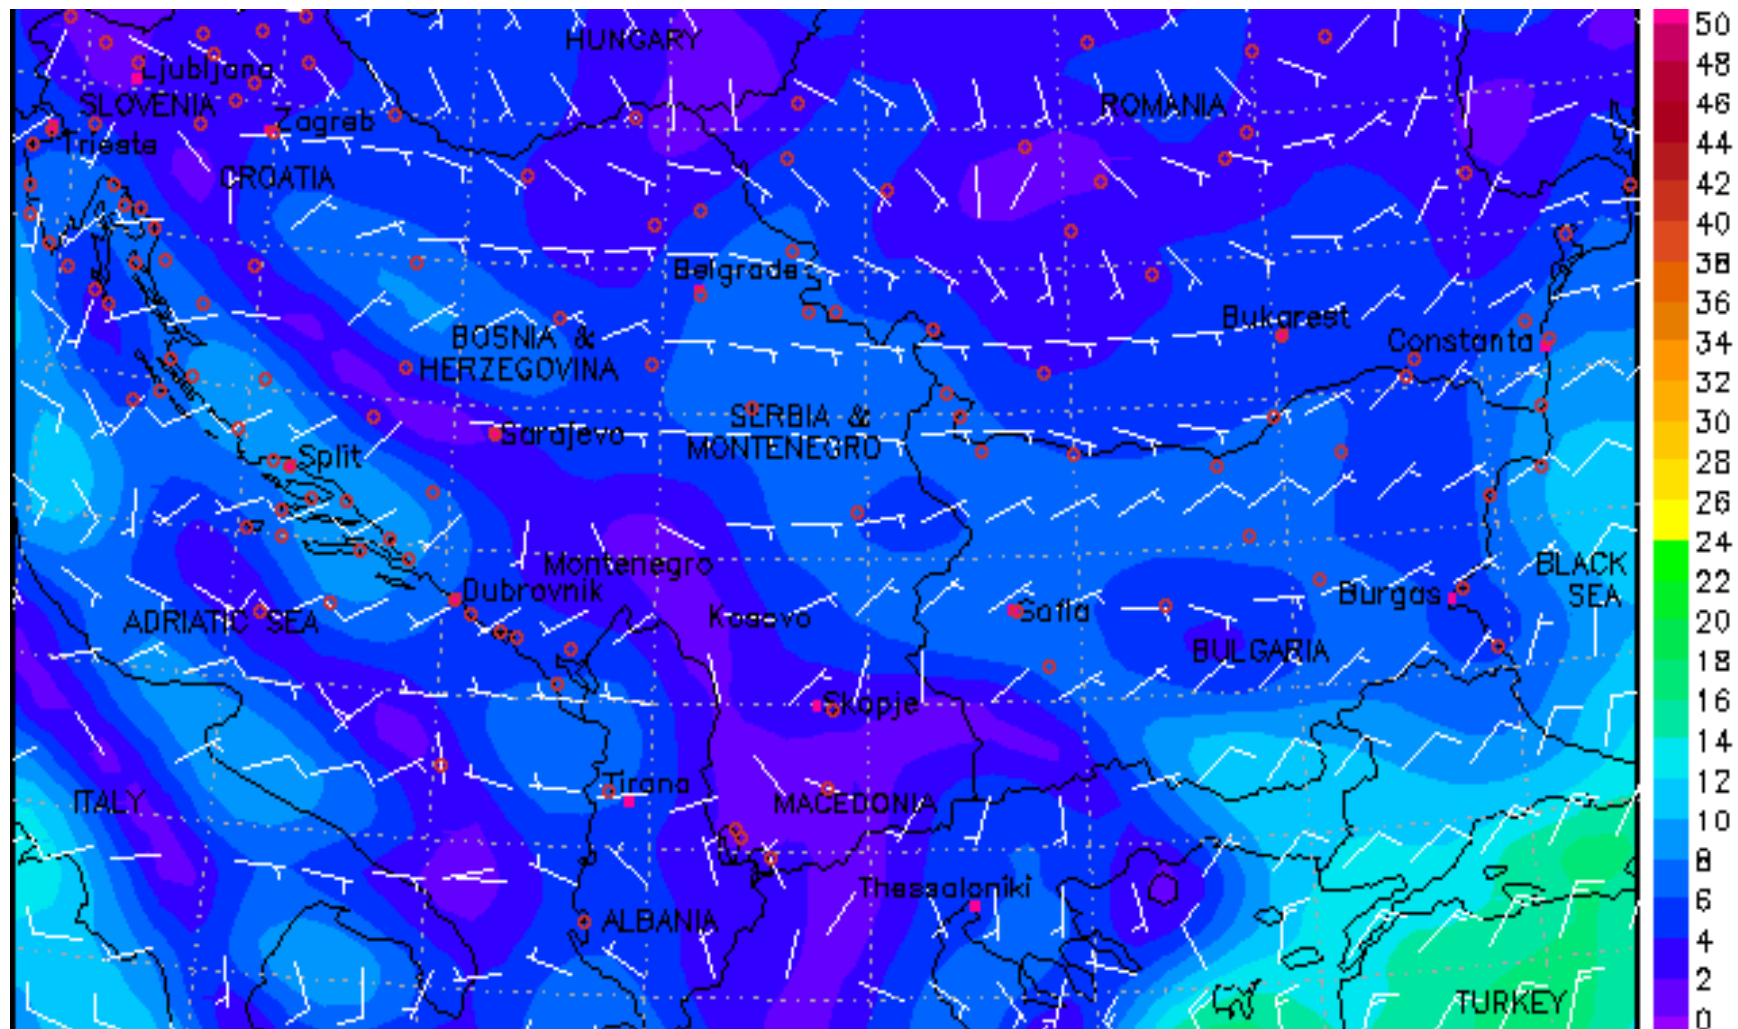 HUNGARY
Ljubljana
SLOVENIA
Zagreb
ROMANIA
Trieste
CROATIA
Belgrade
BOSNIA &
HERZEGOVINA
Bukarest
Constanta
SERBIA &
MONTENEGRO
Sarajevo
Split
Montenegro
Dubrovnik
ADRIATIC SEA
Kosovo
Sofia
BULGARIA
Burgas
BLACK
SEA
Skopje
Tirana
ITALY
MACEDONIA
Thessaloniki
ALBANIA
TURKEY
50
48
46
44
42
40
38
36
34
32
30
28
26
24
22
20
18
16
14
12
10
8
6
4
2
0